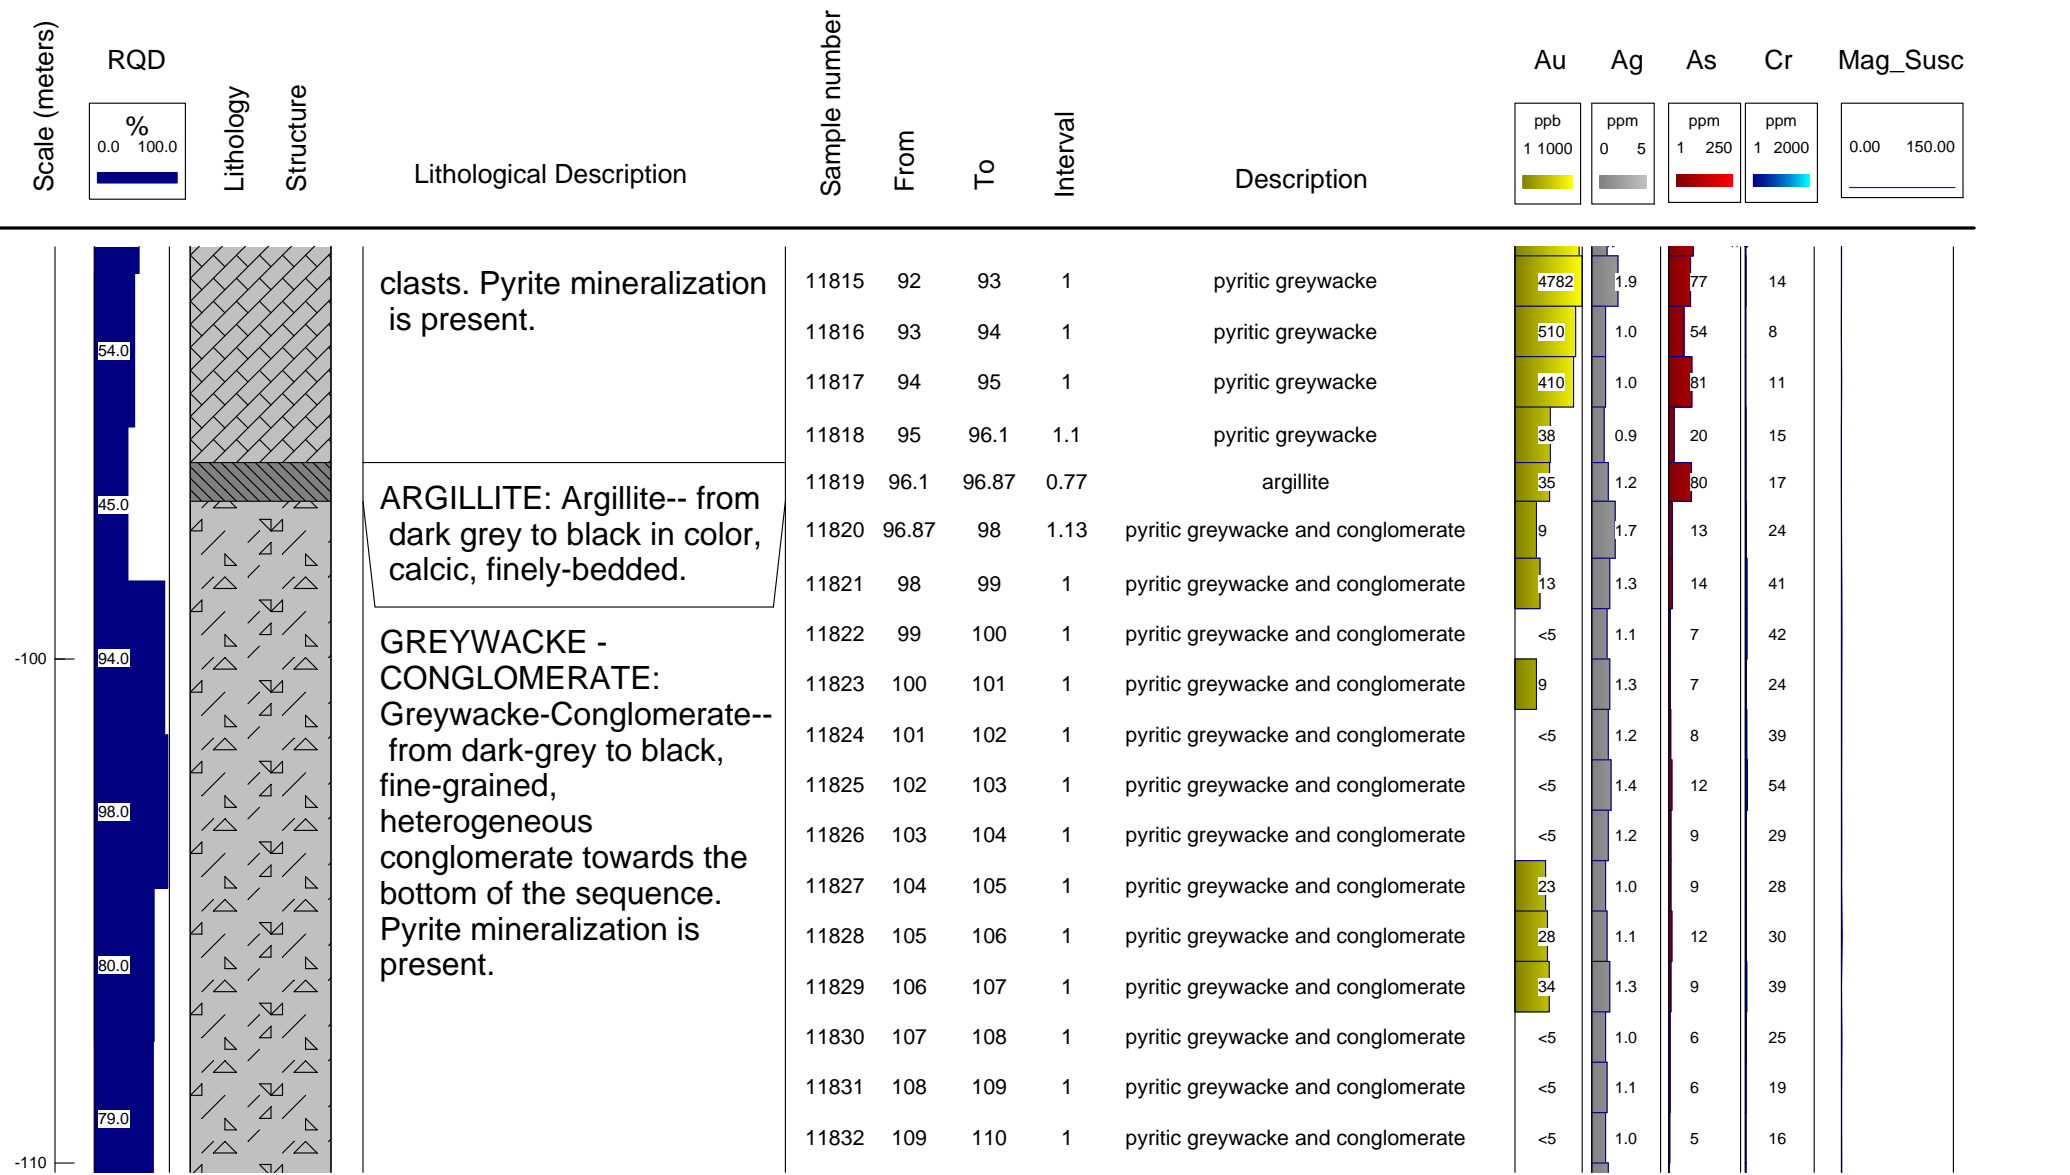 Scale (meters)
RQD
%
0.0 100.0
Lithology
Structure
Lithological Description
Sample number
From
To
Interval
Description
Au
ppb
1 1000
Ag
ppm
0 5
As
ppm
1 250
Cr
ppm
1 2000
Mag_Susc
0.00 150.00
clasts. Pyrite mineralization
is present.
ARGILLITE: Argillite-- from
dark grey to black in color,
calcic, finely-bedded.
GREYWACKE -
CONGLOMERATE:
Greywacke-Conglomerate--
from dark-grey to black,
fine-grained,
heterogeneous
conglomerate towards the
bottom of the sequence.
Pyrite mineralization is
present.
54.0
45.0
94.0
98.0
80.0
79.0
-100
-110
11815 92 93 1 pyritic greywacke 4782 1.9 77 14
11816 93 94 1 pyritic greywacke 510 1.0 54 8
11817 94 95 1 pyritic greywacke 410 1.0 81 11
11818 95 96.1 1.1 pyritic greywacke 38 0.9 20 15
11819 96.1 96.87 0.77 argillite 35 1.2 80 17
11820 96.87 98 1.13 pyritic greywacke and conglomerate 9 1.7 13 24
11821 98 99 1 pyritic greywacke and conglomerate 13 1.3 14 41
11822 99 100 1 pyritic greywacke and conglomerate <5 1.1 7 42
11823 100 101 1 pyritic greywacke and conglomerate 9 1.3 7 24
11824 101 102 1 pyritic greywacke and conglomerate <5 1.2 8 39
11825 102 103 1 pyritic greywacke and conglomerate <5 1.4 12 54
11826 103 104 1 pyritic greywacke and conglomerate <5 1.2 9 29
11827 104 105 1 pyritic greywacke and conglomerate 23 1.0 9 28
11828 105 106 1 pyritic greywacke and conglomerate 28 1.1 12 30
11829 106 107 1 pyritic greywacke and conglomerate 34 1.3 9 39
11830 107 108 1 pyritic greywacke and conglomerate <5 1.0 6 25
11831 108 109 1 pyritic greywacke and conglomerate <5 1.1 6 19
11832 109 110 1 pyritic greywacke and conglomerate <5 1.0 5 16